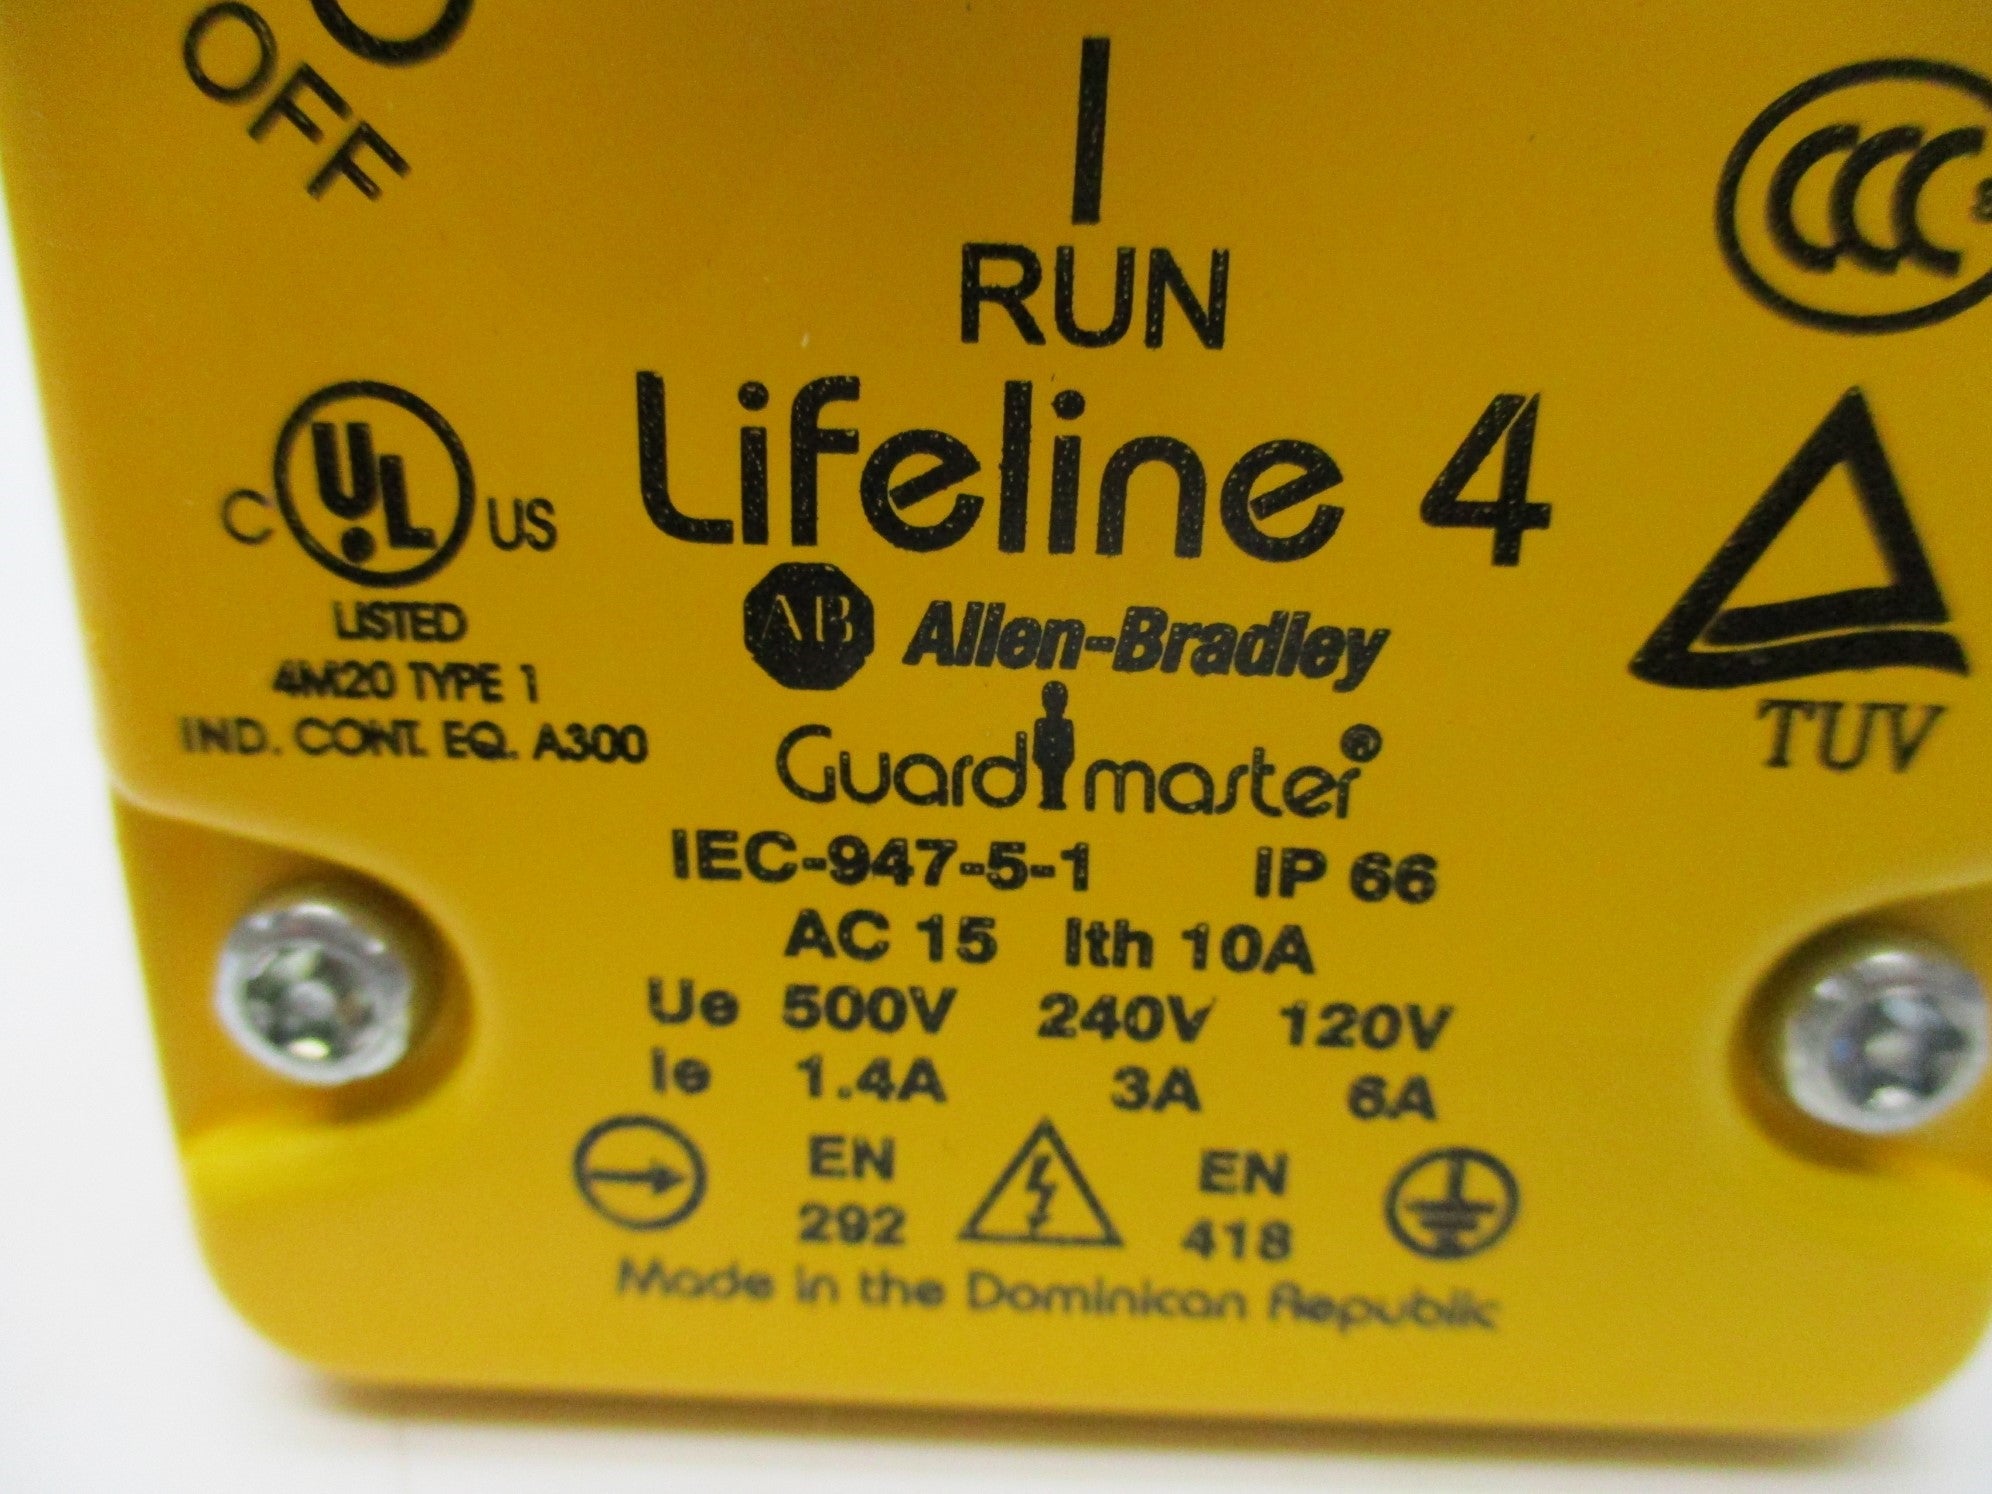 OFF
I
RUN
CCC
Lifeline 4
C UL US
LISTED
4M20 TYPE 1
IND. CONT. EQ. A300
AB Allen-Bradley
Guardmaster®
TUV
IEC-947-5-1 IP 66
AC 15 Ith 10A
Ue 500V 240V 120V
Ie 1.4A 3A 6A
EN 292
EN 418
Made in the Dominican Republic